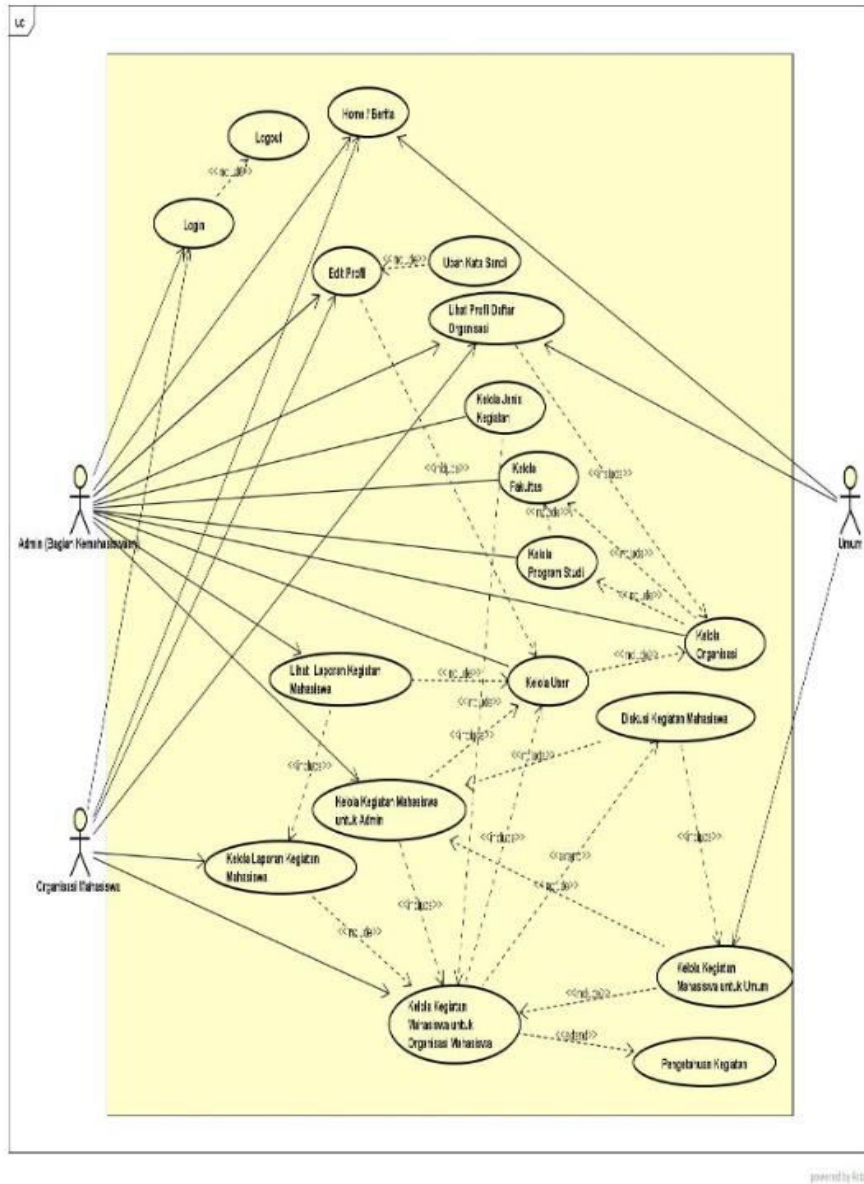 uc
Home / Berita
Logout
<<include>>
Login
Edit Profil
<<include>>
Ubah Kata Sandi
Lihat Profil Daftar
Organisasi
Kelola Jenis
Kegiatan
<<include>>
<<include>>
Kelola
Fakultas
<<include>>
<<include>>
Admin (Bagian Kemahasiswaan)
Umum
Kelola
Program Studi
<<include>>
Kelola
Organisasi
Lihat Laporan Kegiatan
Mahasiswa
<<include>>
Kelola User
<<include>>
<<include>>
<<include>>
Diskusi Kegiatan Mahasiswa
<<include>>
<<include>>
Kelola Kegiatan Mahasiswa
untuk Admin
<<include>>
<<include>>
Organisasi Mahasiswa
Kelola Laporan Kegiatan
Mahasiswa
<<extend>>
<<include>>
<<include>>
<<include>>
Kelola Kegiatan
Mahasiswa untuk Umum
<<include>>
Kelola Kegiatan
Mahasiswa untuk
Organisasi Mahasiswa
<<extend>>
Pengetahuan Kegiatan
powered by